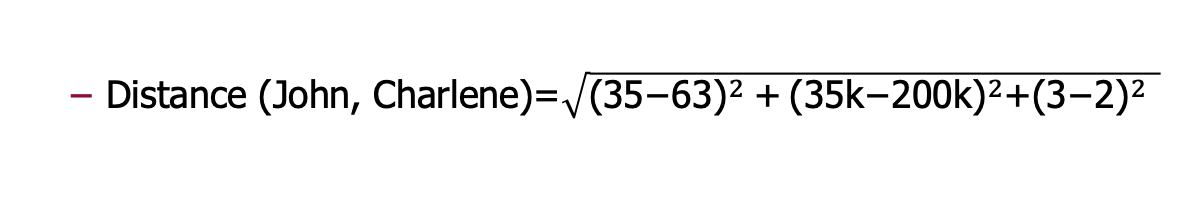 – Distance (John, Charlene)=√(35−63)² + (35k−200k)²+(3−2)²